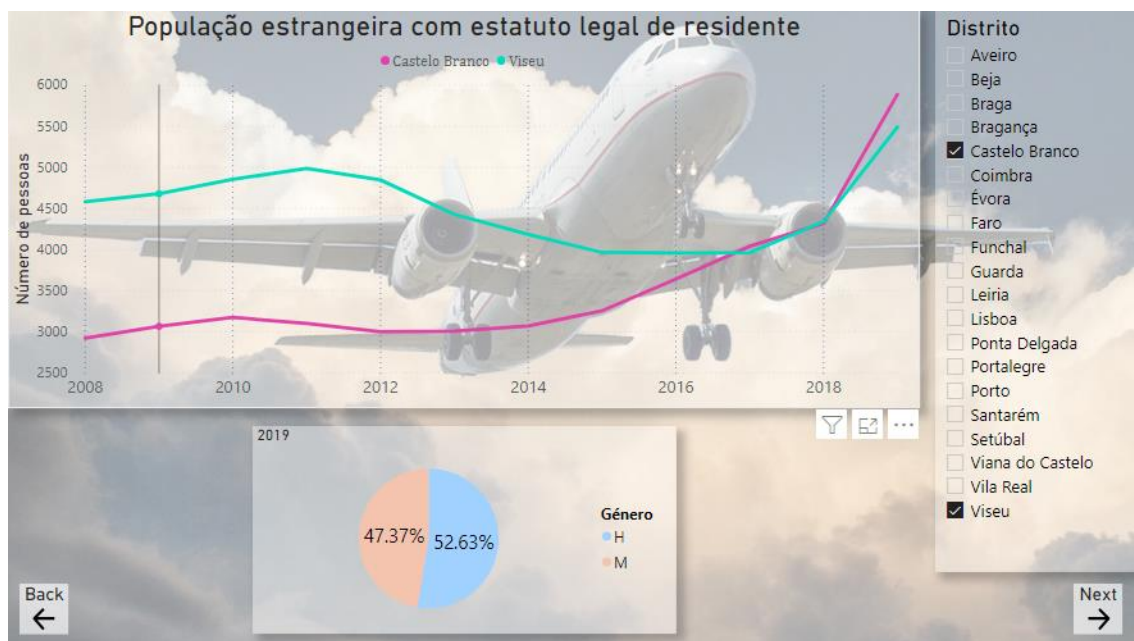 População estrangeira com estatuto legal de residente
Castelo Branco Viseu
Número de pessoas
6000
5500
5000
4500
4000
3500
3000
2500
2008 2010 2012 2014 2016 2018
Distrito
Aveiro
Beja
Braga
Bragança
Castelo Branco
Coimbra
Évora
Faro
Funchal
Guarda
Leiria
Lisboa
Ponta Delgada
Portalegre
Porto
Santarém
Setúbal
Viana do Castelo
Vila Real
Viseu
2019
47.37% 52.63%
Género
H
M
Back
Next